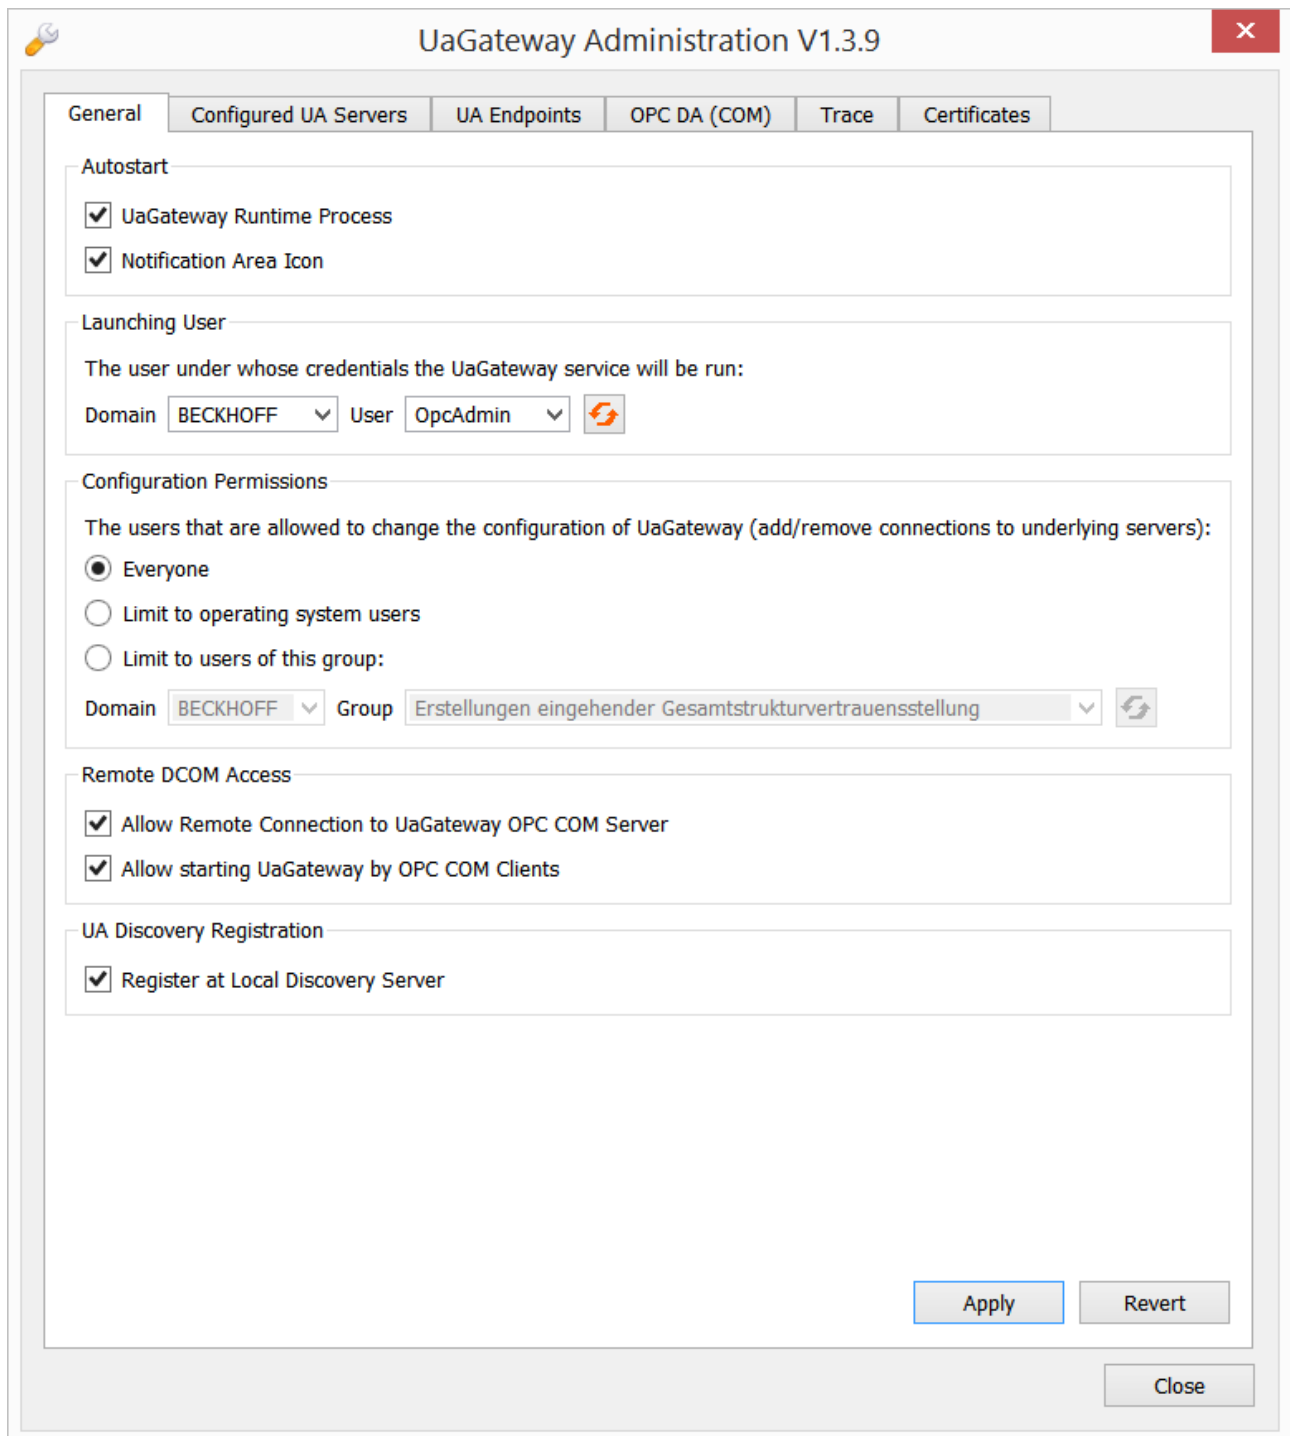 UaGateway Administration V1.3.9
General Configured UA Servers UA Endpoints OPC DA (COM) Trace Certificates
Autostart
UaGateway Runtime Process
Notification Area Icon
Launching User
The user under whose credentials the UaGateway service will be run:
Domain BECKHOFF User OpcAdmin
Configuration Permissions
The users that are allowed to change the configuration of UaGateway (add/remove connections to underlying servers):
Everyone
Limit to operating system users
Limit to users of this group:
Domain BECKHOFF Group Erstellungen eingehender Gesamtstrukturvertrauensstellung
Remote DCOM Access
Allow Remote Connection to UaGateway OPC COM Server
Allow starting UaGateway by OPC COM Clients
UA Discovery Registration
Register at Local Discovery Server
Apply Revert
Close